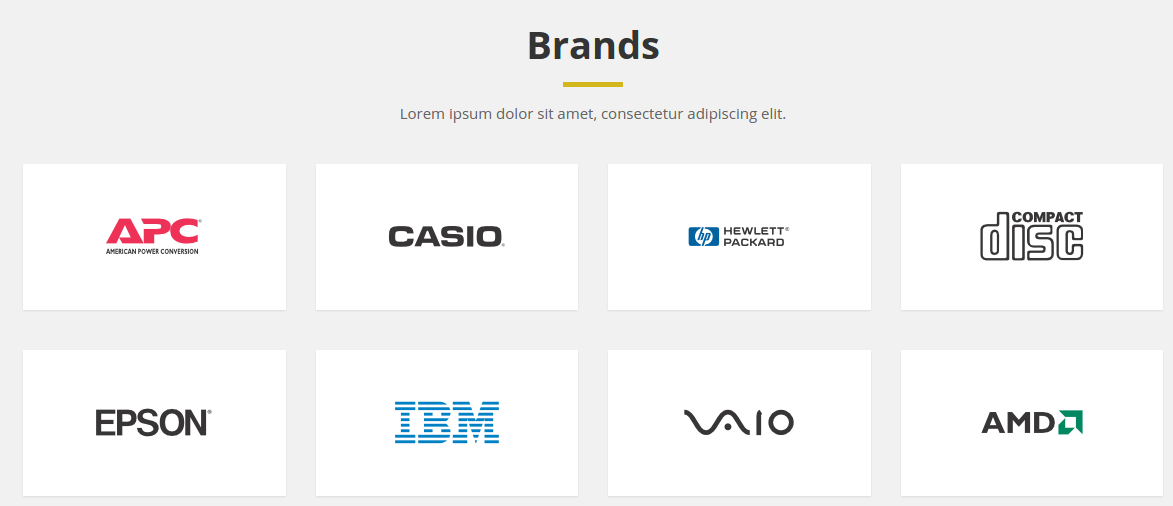 Brands
Lorem ipsum dolor sit amet, consectetur adipiscing elit.
APC®
AMERICAN POWER CONVERSION
CASIO®
hp HEWLETT®
PACKARD
COMPACT
disc
EPSON®
IBM
VAIO
AMD